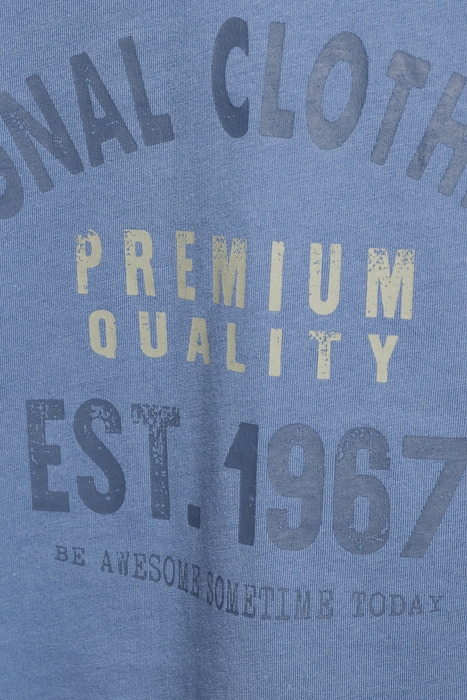 ONAL CLOTH
PREMIUM
QUALITY
EST. 1967
BE AWESOME SOMETIME TODAY